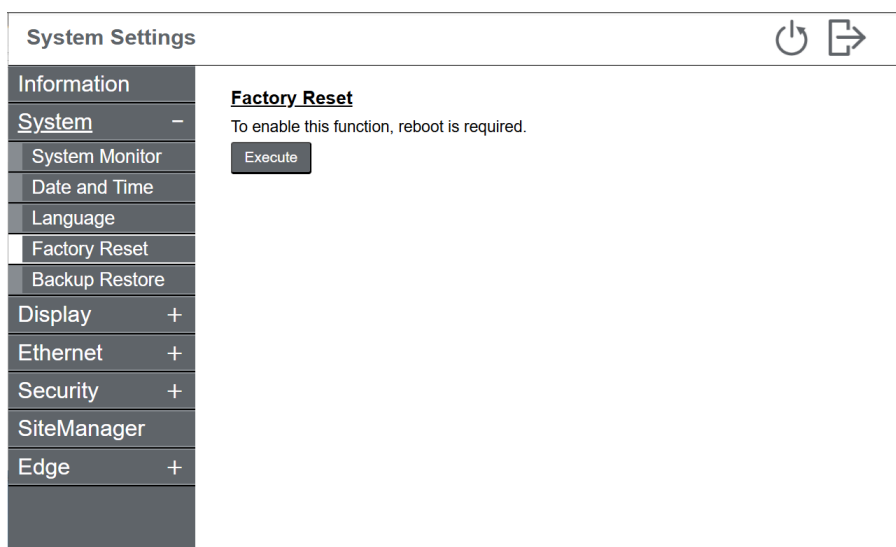 System Settings
Information
System −
System Monitor
Date and Time
Language
Factory Reset
Backup Restore
Display +
Ethernet +
Security +
SiteManager
Edge +
Factory Reset
To enable this function, reboot is required.
Execute